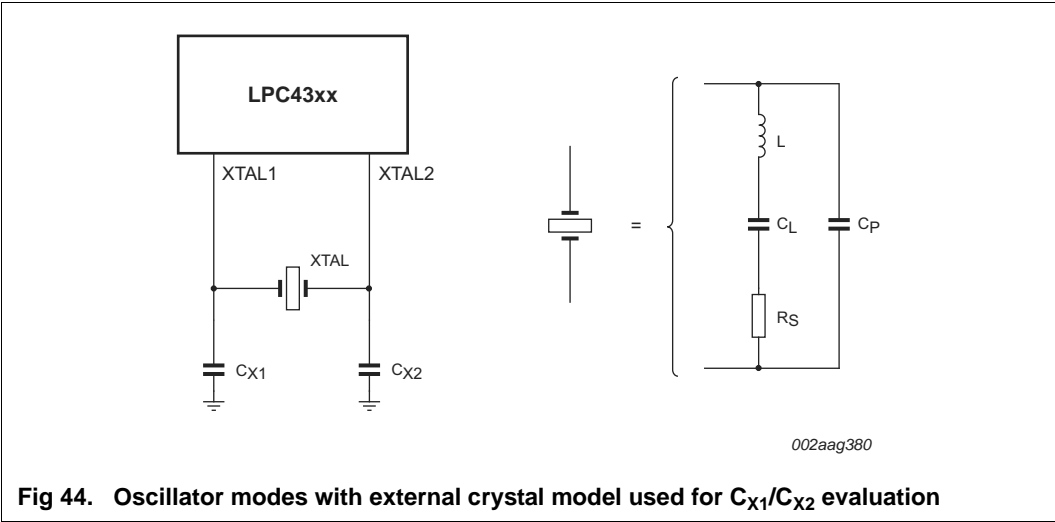 LPC43xx
XTAL1
XTAL2
XTAL
CX1
CX2
=
L
CL
CP
RS
002aag380
Fig 44. Oscillator modes with external crystal model used for CX1/CX2 evaluation